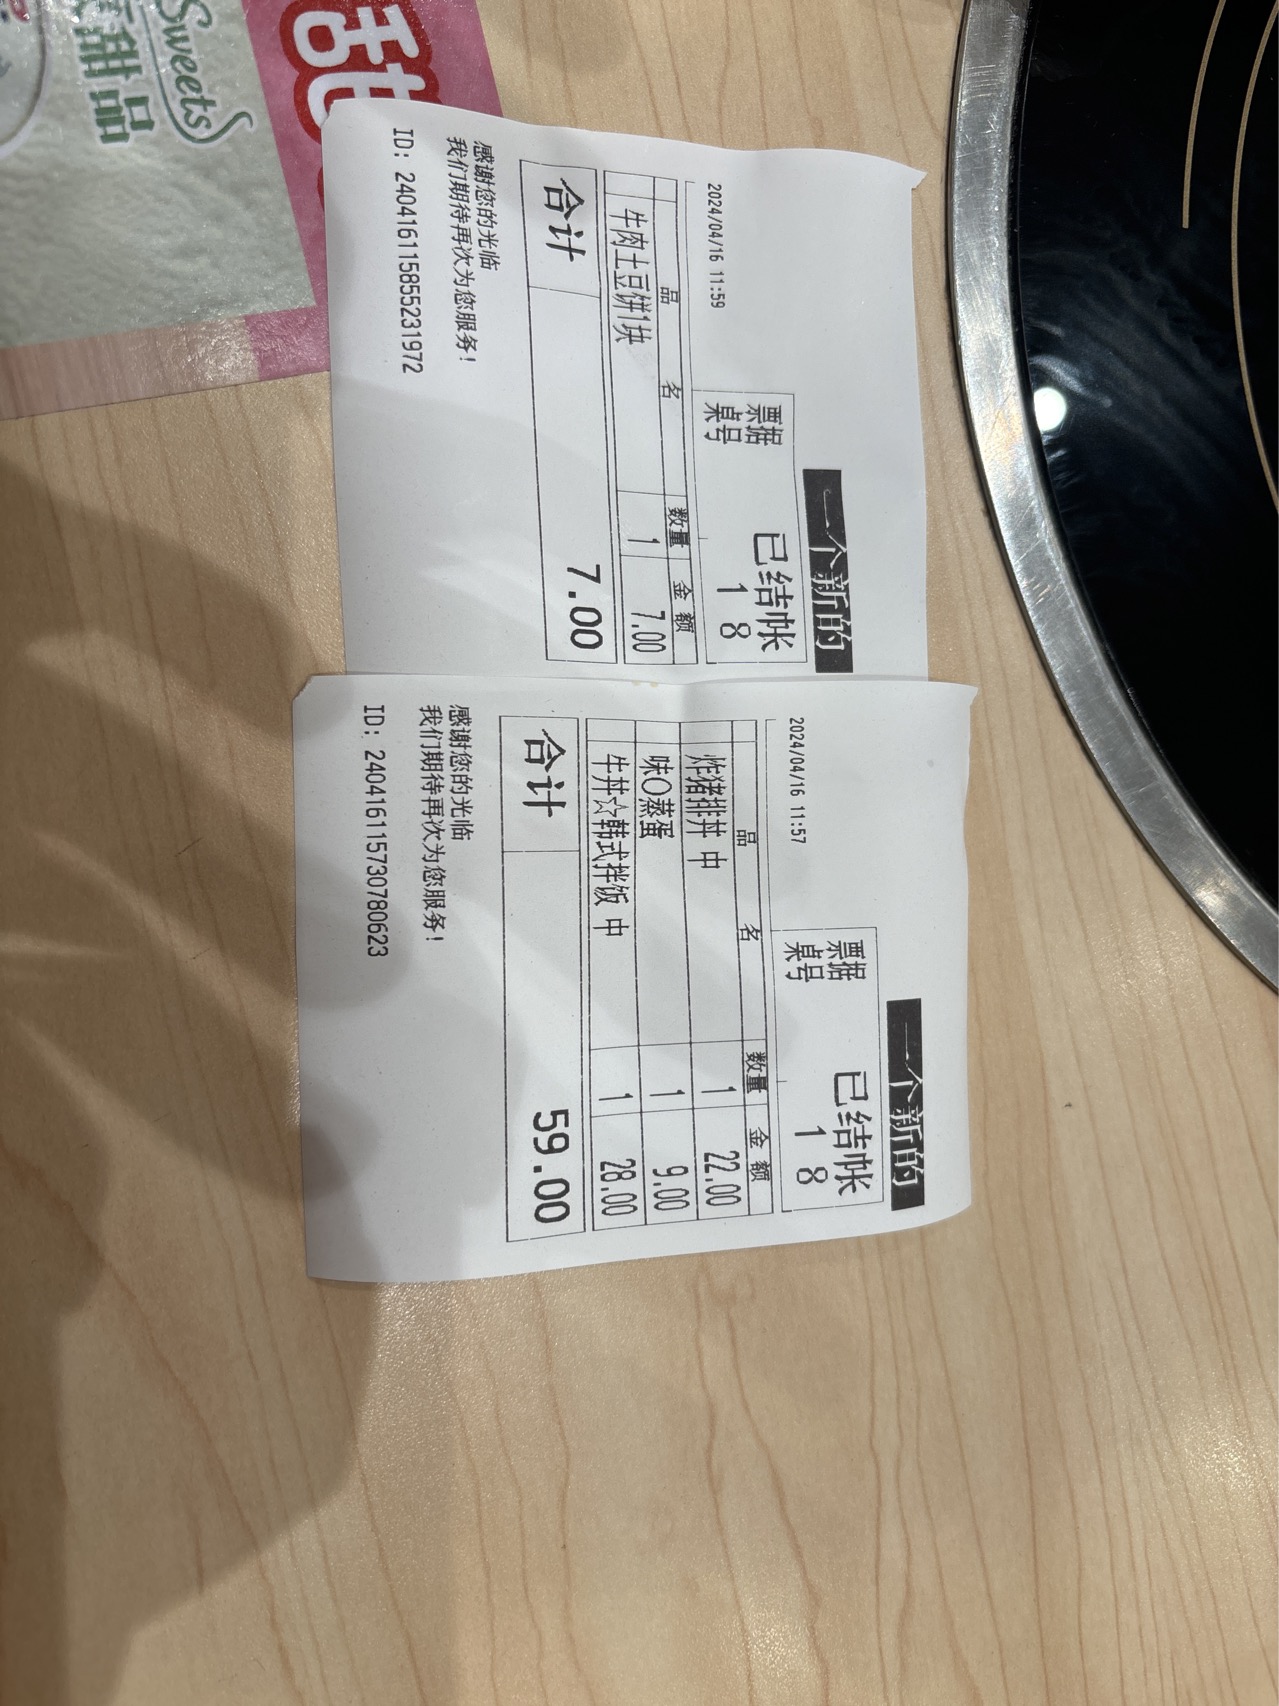 一个新的
票据 已结帐
桌号 18
2024/04/16 11:59
品名 数量 金额
牛肉土豆饼1块 1 7.00
合计 7.00
感谢您的光临
我们期待再次为您服务!
ID: 240416115855231972
一个新的
票据 已结帐
桌号 18
2024/04/16 11:57
品名 数量 金额
炸猪排丼 中 1 22.00
味○蒸蛋 1 9.00
牛丼☆韩式拌饭 中 1 28.00
合计 59.00
感谢您的光临
我们期待再次为您服务!
ID: 240416115730780623
Sweets
甜品